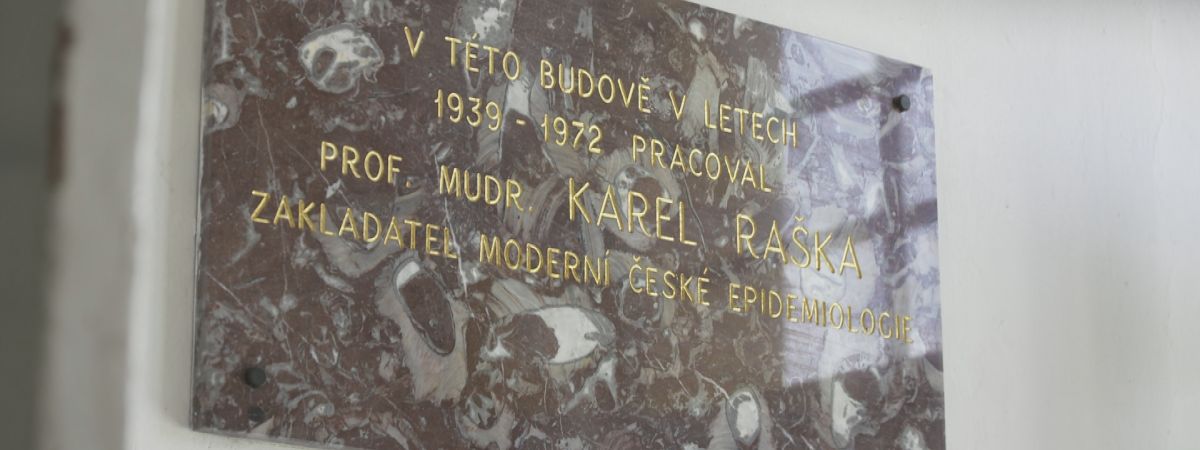 V TÉTO BUDOVĚ V LETECH
1939 - 1972 PRACOVAL
PROF. MUDR. KAREL RAŠKA
ZAKLADATEL MODERNÍ ČESKÉ EPIDEMIOLOGIE